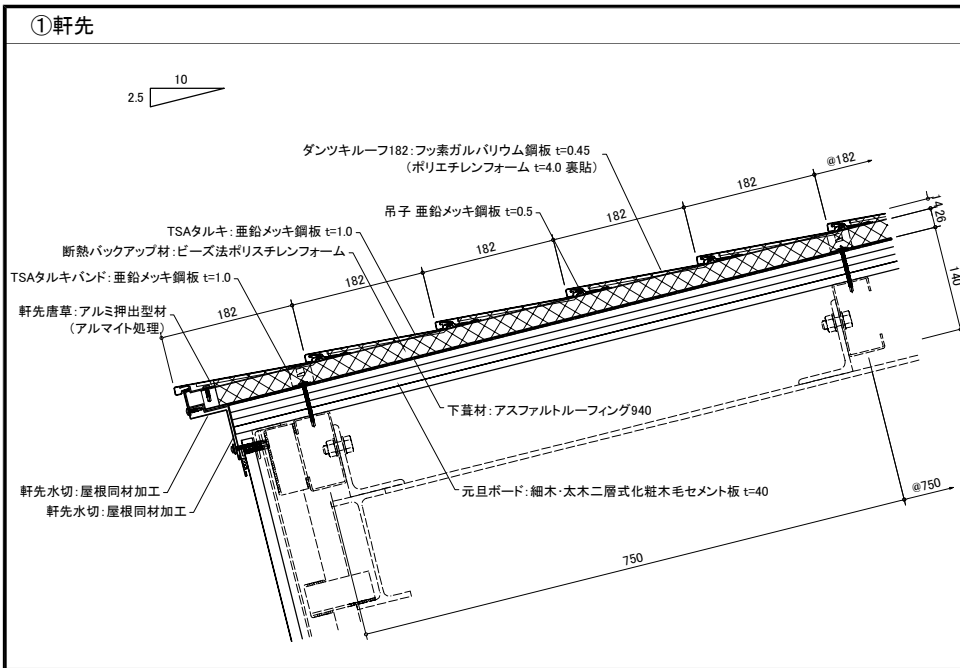 ①軒先
10
2.5
ダンツキルーフ182:フッ素ガルバリウム鋼板 t=0.45
(ポリエチレンフォーム t=4.0 裏貼)
@182
182
吊子 亜鉛メッキ鋼板 t=0.5
182
14
26
TSAタルキ:亜鉛メッキ鋼板 t=1.0
182
断熱バックアップ材:ビーズ法ポリスチレンフォーム
182
140
TSAタルキバンド:亜鉛メッキ鋼板 t=1.0
182
軒先唐草:アルミ押出型材
(アルマイト処理)
182
下葺材:アスファルトルーフィング940
軒先水切:屋根同材加工
元旦ボード:細木・太木二層式化粧木毛セメント板 t=40
@750
軒先水切:屋根同材加工
750